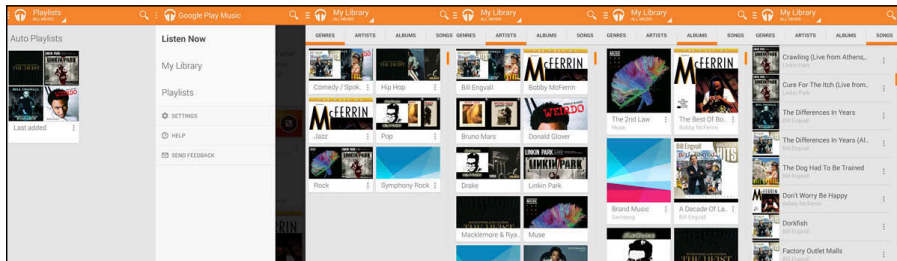 Playlists
ALL MUSIC
Auto Playlists
Last added
Google Play Music
Listen Now
My Library
Playlists
SETTINGS
HELP
SEND FEEDBACK
My Library
ALL MUSIC
GENRES ARTISTS ALBUMS SONGS
Comedy / Spok.. Hip Hop
McFERRIN
Jazz Pop
Rock Symphony Rock
My Library
ALL MUSIC
GENRES ARTISTS ALBUMS SONGS
McFERRIN
Bill Engvall Bobby McFerrin
WEIRDO
Bruno Mars Donald Glover
LINKIN PARK
Drake Linkin Park
Macklemore & Rya.. Muse
My Library
ALL MUSIC
GENRES ARTISTS ALBUMS SONGS
MUSE
McFERRIN
The 2nd Law The Best Of Bo..
Muse Bobby McFerrin
Bill Engvall
HITS
Brand Music A Decade Of La..
Bill Engvall
THE HEIST
My Library
ALL MUSIC
GENRES ARTISTS ALBUMS SONGS
Crawling (Live from Athens,..
Linkin Park
Cure For The Itch (Live from..
Linkin Park
The Differences In Years
Bill Engvall
The Differences In Years (Al..
Bill Engvall
The Dog Had To Be Trained
Bill Engvall
Don't Worry Be Happy
Bobby McFerrin
Dorkfish
Bill Engvall
Factory Outlet Malls
Bill Engvall